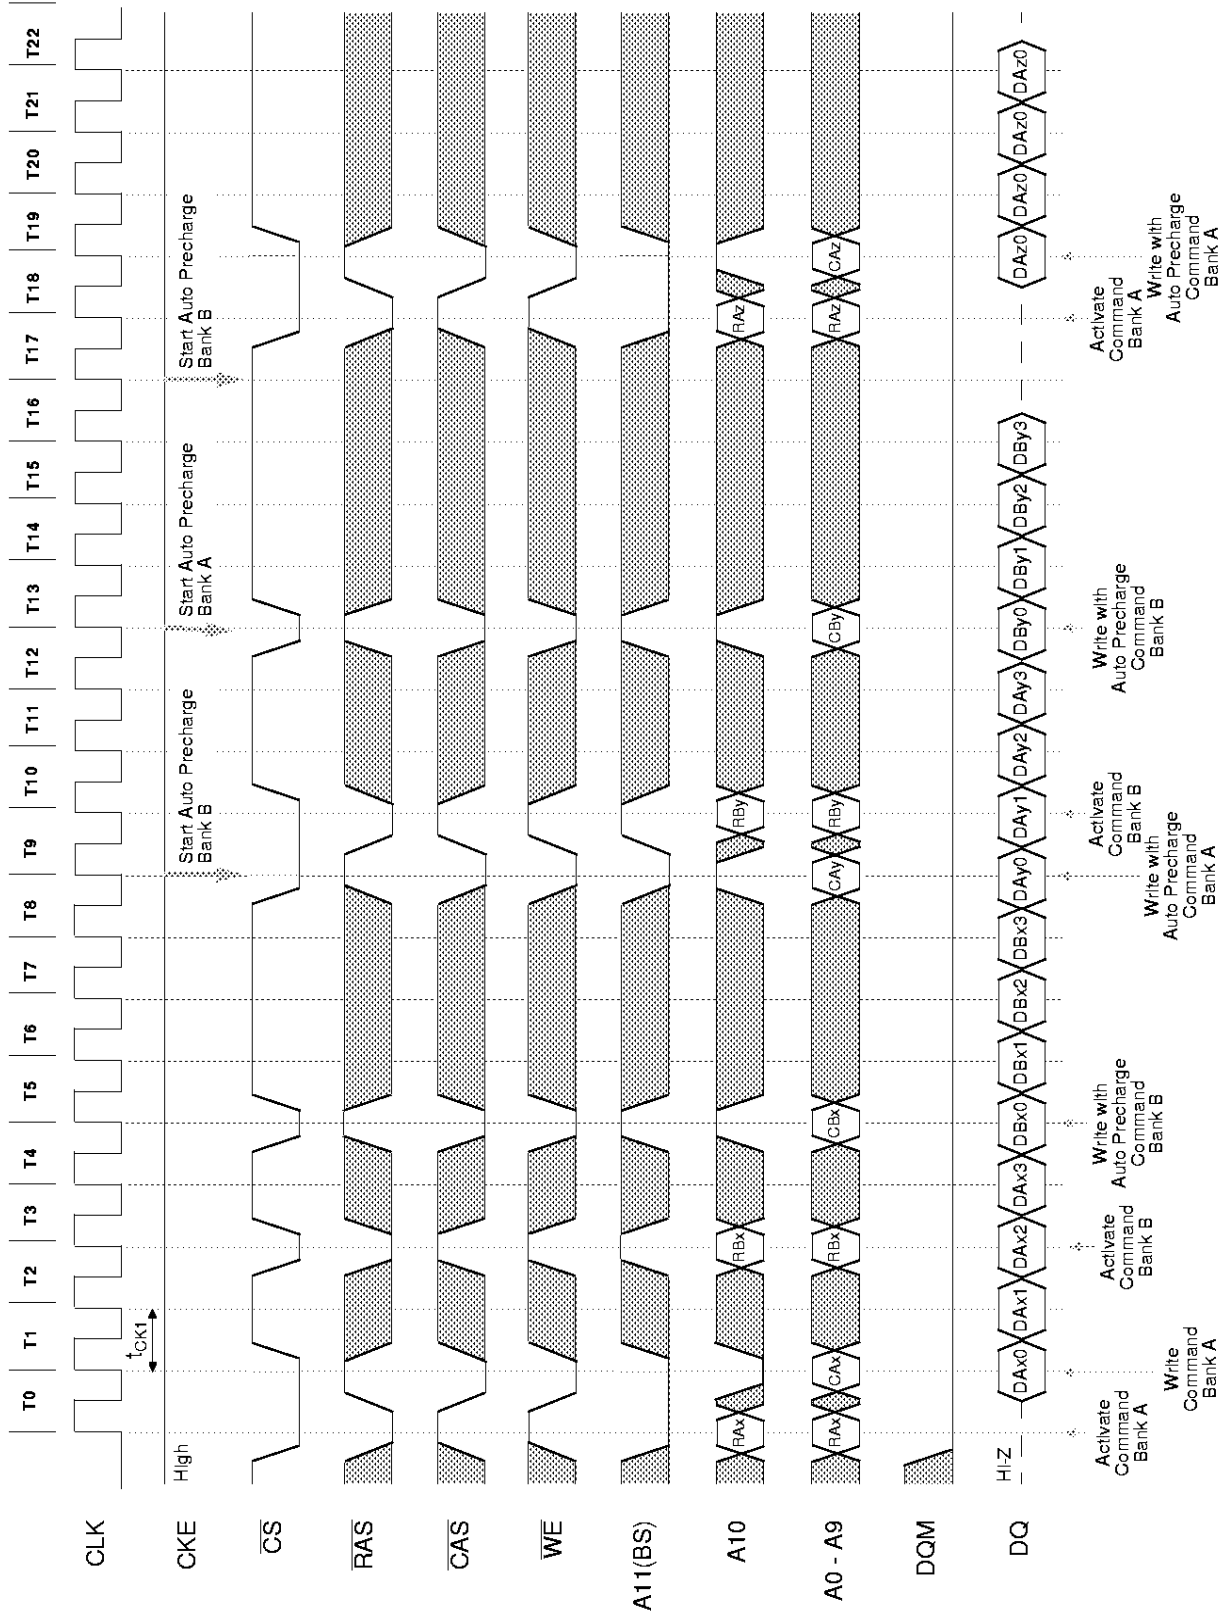 T0 T1 T2 T3 T4 T5 T6 T7 T8 T9 T10 T11 T12 T13 T14 T15 T16 T17 T18 T19 T20 T21 T22
CLK
tCK1
CKE
High
Start Auto Precharge
Bank B
Start Auto Precharge
Bank A
Start Auto Precharge
Bank B
CS
RAS
CAS
WE
A11(BS)
A10
RAx RBx RBy RAz
A0 - A9
RAx CAx RBx CBx CAy RBy CBy RAz CAz
DQM
DQ
HI-Z
DAx0 DAx1 DAx2 DAx3 DBx0 DBx1 DBx2 DBx3 DAy0 DAy1 DAy2 DAy3 DBy0 DBy1 DBy2 DBy3 DAz0 DAz0 DAz0 DAz0
Activate
Command
Bank A
Write
Command
Bank A
Activate
Command
Bank B
Write with
Auto Precharge
Command
Bank B
Write with
Auto Precharge
Command
Bank A
Activate
Command
Bank B
Write with
Auto Precharge
Command
Bank B
Activate
Command
Bank A
Write with
Auto Precharge
Command
Bank A